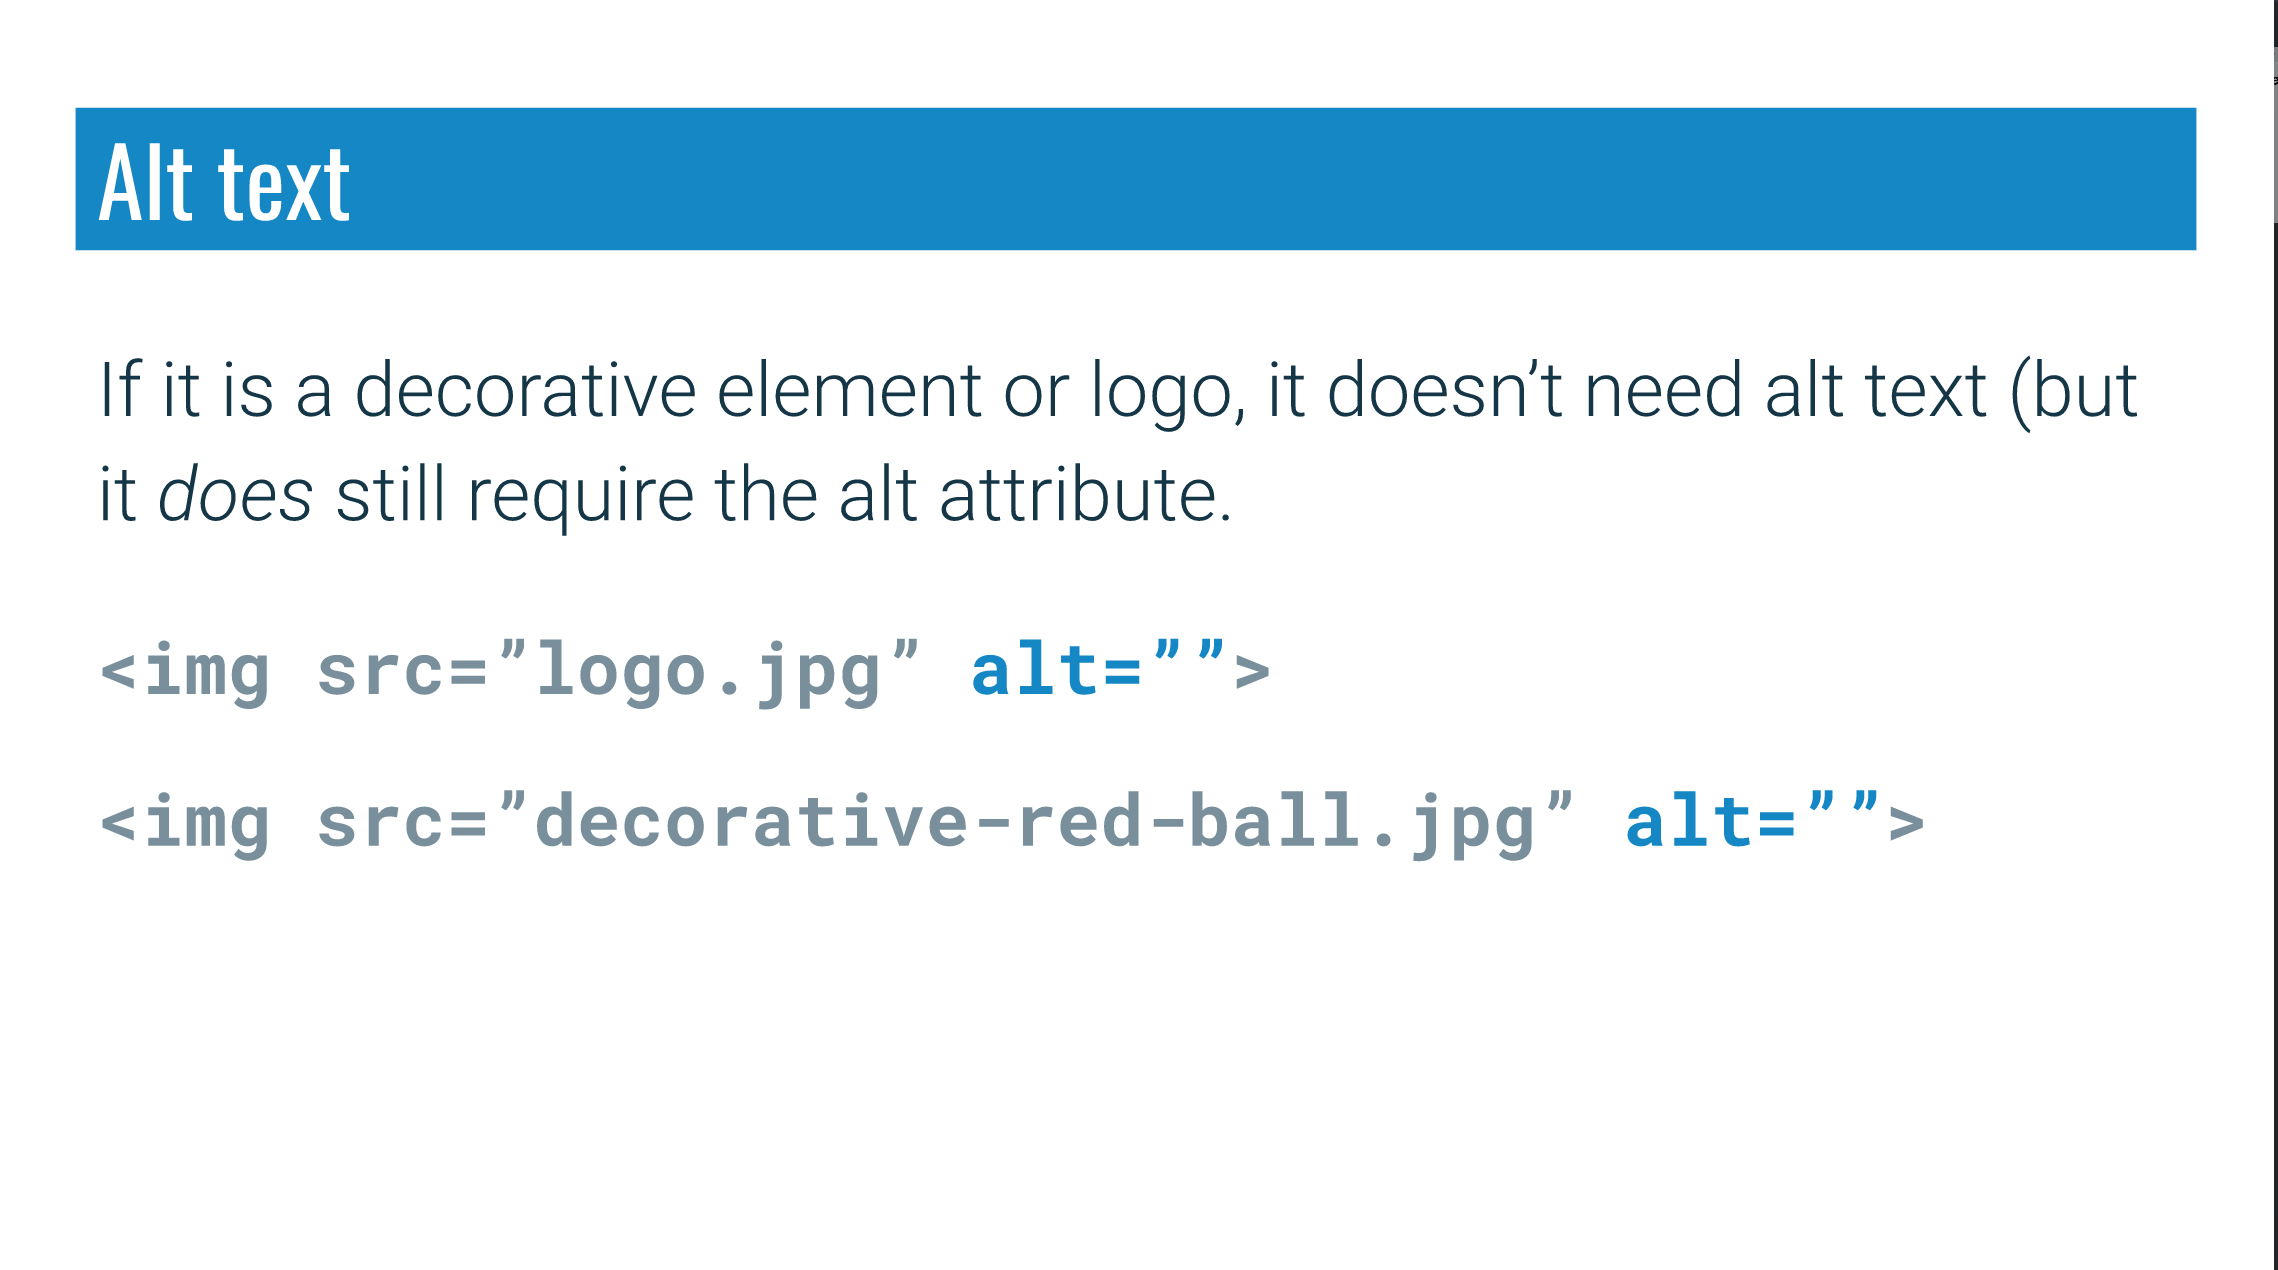 Alt text
If it is a decorative element or logo, it doesn’t need alt text (but
it does still require the alt attribute.
<img src=”logo.jpg” alt=””>
<img src=”decorative-red-ball.jpg” alt=””>